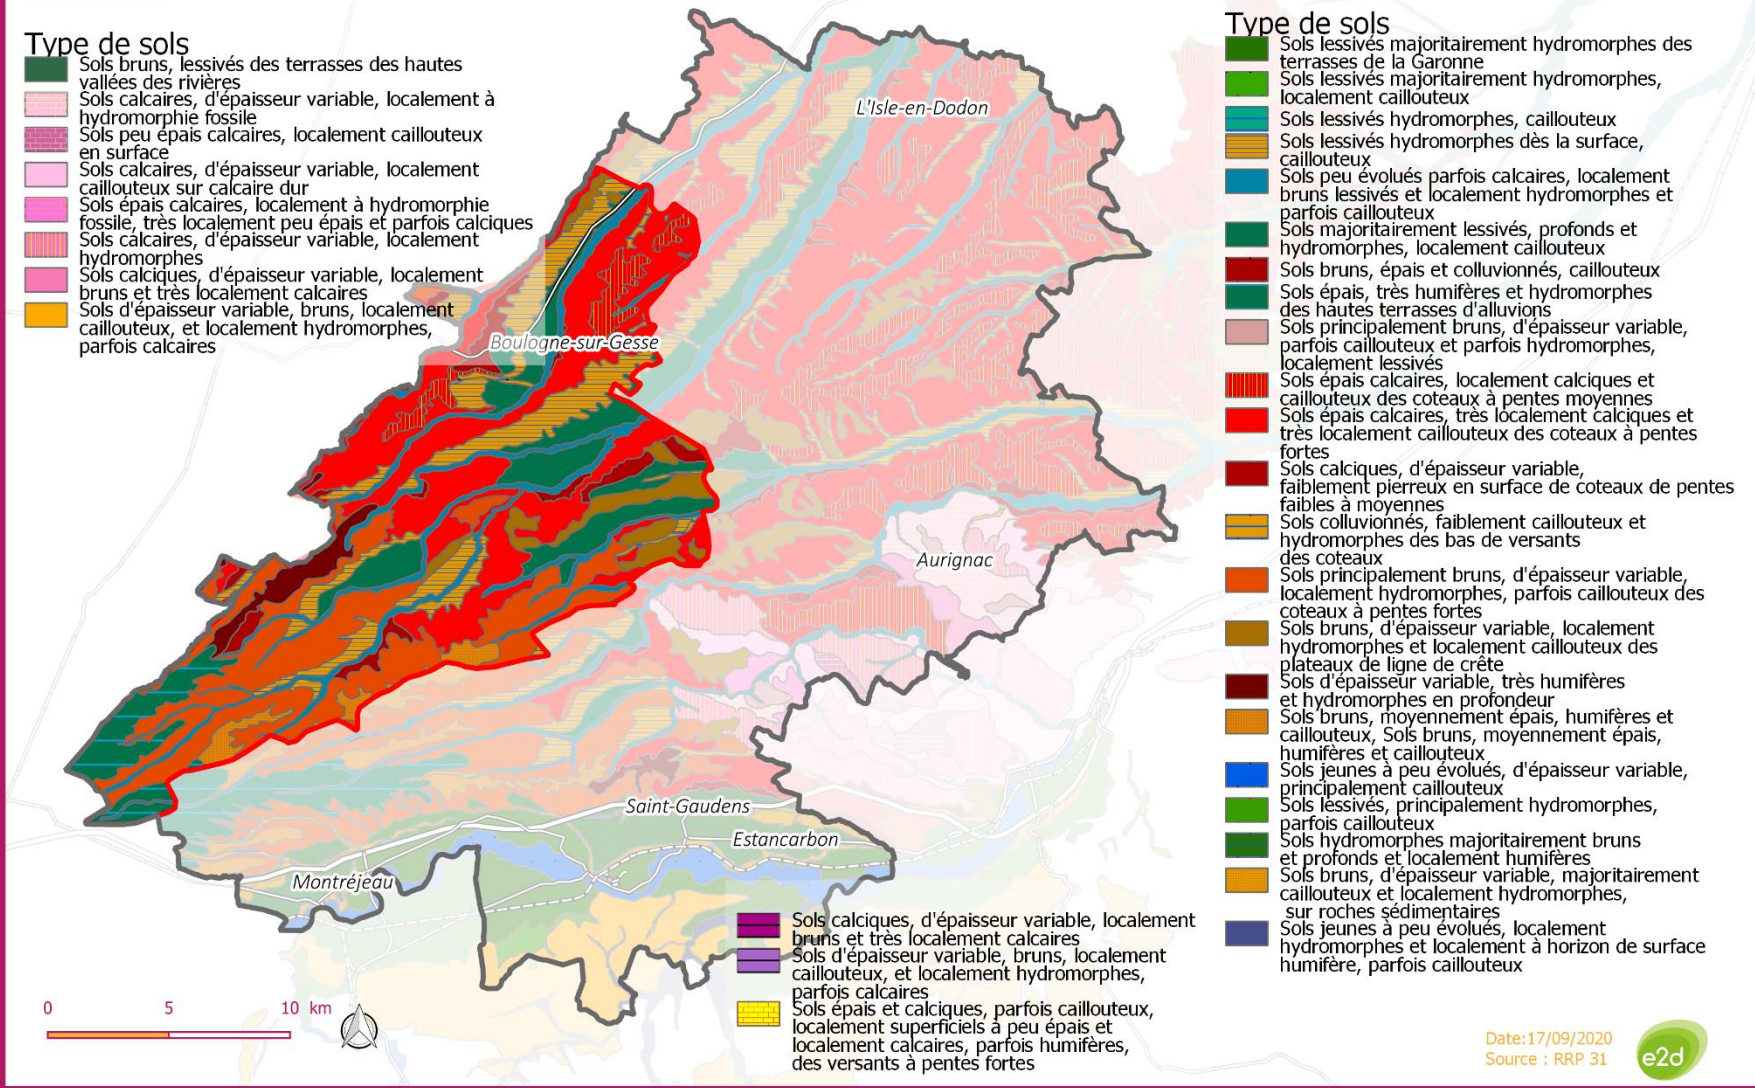 Type de sols
Sols bruns, lessivés des terrasses des hautes
vallées des rivières
Sols calcaires, d'épaisseur variable, localement à
hydromorphie fossile
Sols peu épais calcaires, localement caillouteux
en surface
Sols calcaires, d'épaisseur variable, localement
caillouteux sur calcaire dur
Sols épais calcaires, localement à hydromorphie
fossile, très localement peu épais et parfois calciques
Sols calcaires, d'épaisseur variable, localement
hydromorphes
Sols calciques, d'épaisseur variable, localement
bruns et très localement calcaires
Sols d'épaisseur variable, bruns, localement
caillouteux, et localement hydromorphes,
parfois calcaires
L'Isle-en-Dodon
Boulogne-sur-Gesse
Aurignac
Saint-Gaudens
Estancarbon
Montréjeau
0 5 10 km
Sols calciques, d'épaisseur variable, localement
bruns et très localement calcaires
Sols d'épaisseur variable, bruns, localement
caillouteux, et localement hydromorphes,
parfois calcaires
Sols épais et calciques, parfois caillouteux,
localement superficiels à peu épais et
localement calcaires, parfois humifères,
des versants à pentes fortes
Type de sols
Sols lessivés majoritairement hydromorphes des
terrasses de la Garonne
Sols lessivés majoritairement hydromorphes,
localement caillouteux
Sols lessivés hydromorphes, caillouteux
Sols lessivés hydromorphes dès la surface,
caillouteux
Sols peu évolués parfois calcaires, localement
bruns lessivés et localement hydromorphes et
parfois caillouteux
Sols majoritairement lessivés, profonds et
hydromorphes, localement caillouteux
Sols bruns, épais et colluvionnés, caillouteux
Sols épais, très humifères et hydromorphes
des hautes terrasses d'alluvions
Sols principalement bruns, d'épaisseur variable,
parfois caillouteux et parfois hydromorphes,
localement lessivés
Sols épais calcaires, localement calciques et
caillouteux des coteaux à pentes moyennes
Sols épais calcaires, très localement calciques et
très localement caillouteux des coteaux à pentes
fortes
Sols calciques, d'épaisseur variable,
faiblement pierreux en surface de coteaux de pentes
faibles à moyennes
Sols colluvionnés, faiblement caillouteux et
hydromorphes des bas de versants
des coteaux
Sols principalement bruns, d'épaisseur variable,
localement hydromorphes, parfois caillouteux des
coteaux à pentes fortes
Sols bruns, d'épaisseur variable, localement
hydromorphes et localement caillouteux des
plateaux de ligne de crête
Sols d'épaisseur variable, très humifères
et hydromorphes en profondeur
Sols bruns, moyennement épais, humifères et
caillouteux, Sols bruns, moyennement épais,
humifères et caillouteux
Sols jeunes à peu évolués, d'épaisseur variable,
principalement caillouteux
Sols lessivés, principalement hydromorphes,
parfois caillouteux
Sols hydromorphes majoritairement bruns
et profonds et localement humifères
Sols bruns, d'épaisseur variable, majoritairement
caillouteux et localement hydromorphes,
sur roches sédimentaires
Sols jeunes à peu évolués, localement
hydromorphes et localement à horizon de surface
humifère, parfois caillouteux
Date:17/09/2020
Source : RRP 31
e2d